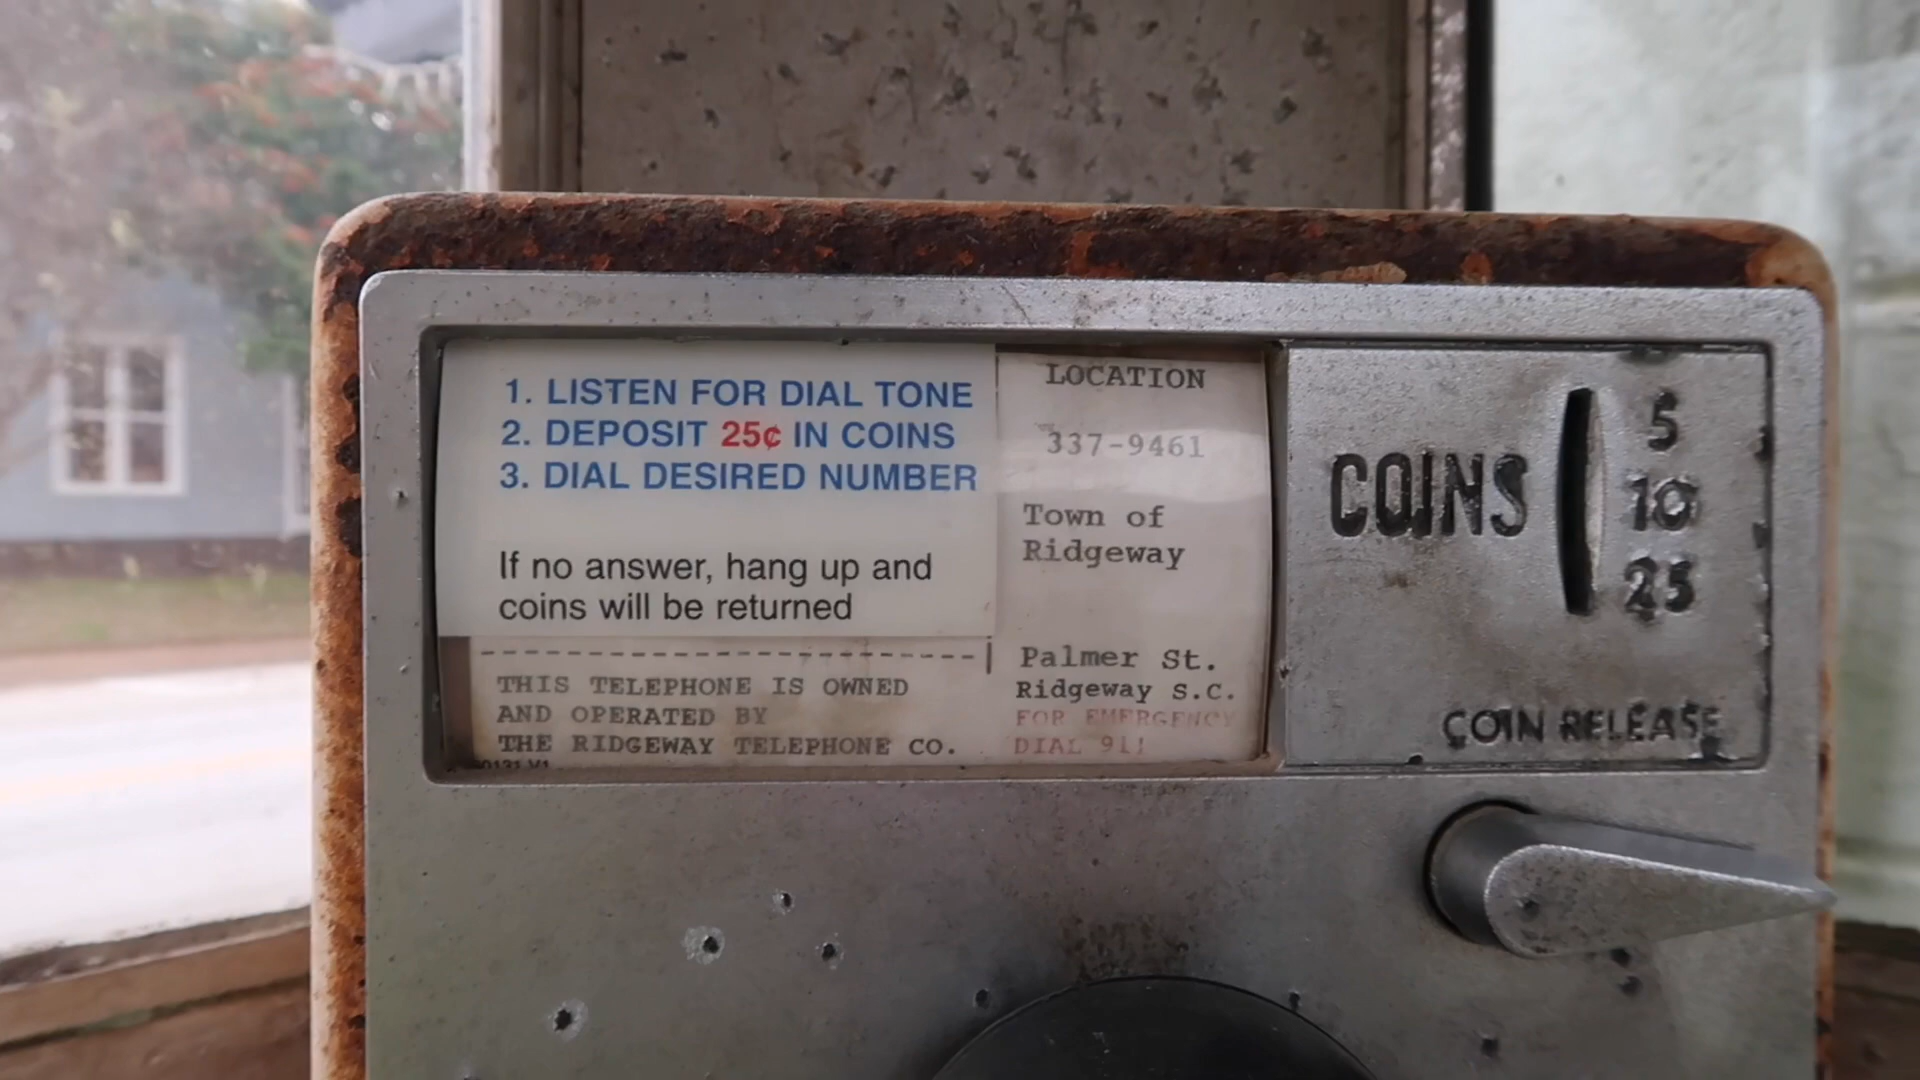 1. LISTEN FOR DIAL TONE
2. DEPOSIT 25¢ IN COINS
3. DIAL DESIRED NUMBER
If no answer, hang up and
coins will be returned
THIS TELEPHONE IS OWNED
AND OPERATED BY
THE RIDGEWAY TELEPHONE CO.
LOCATION
337-9461
Town of
Ridgeway
Palmer St.
Ridgeway S.C.
FOR EMERGENCY
DIAL 911
COINS
5
10
25
COIN RELEASE